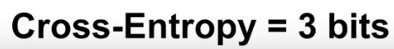 Cross-Entropy = 3 bits